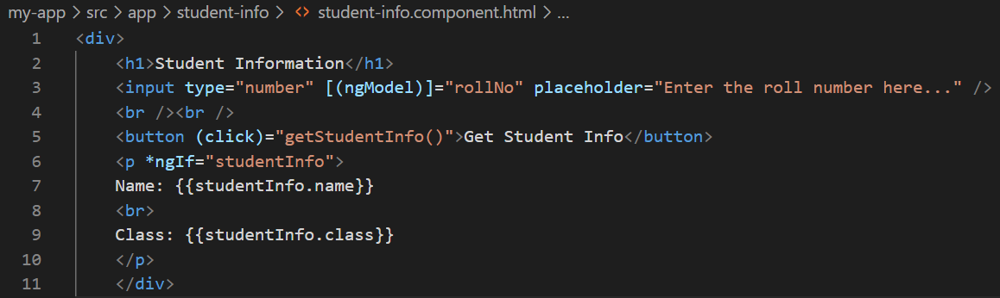 my-app > src > app > student-info > <> student-info.component.html > ...
1 <div>
2 <h1>Student Information</h1>
3 <input type="number" [(ngModel)]="rollNo" placeholder="Enter the roll number here..." />
4 <br /><br />
5 <button (click)="getStudentInfo()">Get Student Info</button>
6 <p *ngIf="studentInfo">
7 Name: {{studentInfo.name}}
8 <br>
9 Class: {{studentInfo.class}}
10 </p>
11 </div>